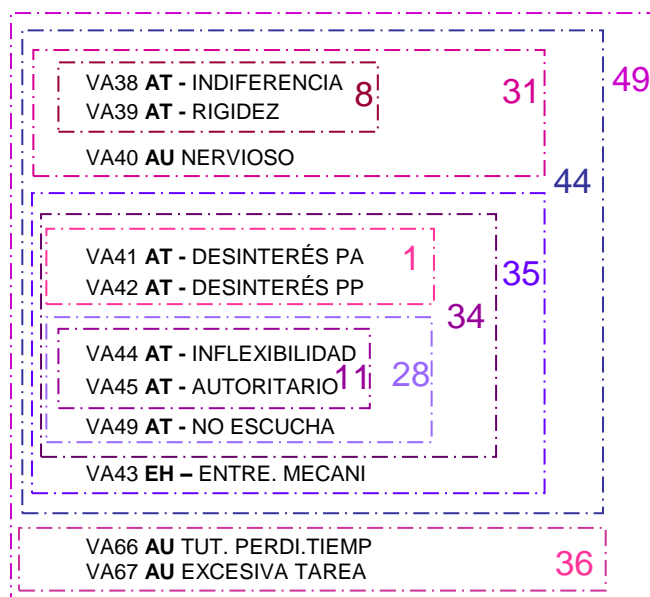 VA38 AT - INDIFERENCIA
8
31
49
VA39 AT - RIGIDEZ
VA40 AU NERVIOSO
44
VA41 AT - DESINTERÉS PA
1
35
VA42 AT - DESINTERÉS PP
34
VA44 AT - INFLEXIBILIDAD
VA45 AT - AUTORITARIO
11
28
VA49 AT - NO ESCUCHA
VA43 EH – ENTRE. MECANI
VA66 AU TUT. PERDI.TIEMP
36
VA67 AU EXCESIVA TAREA